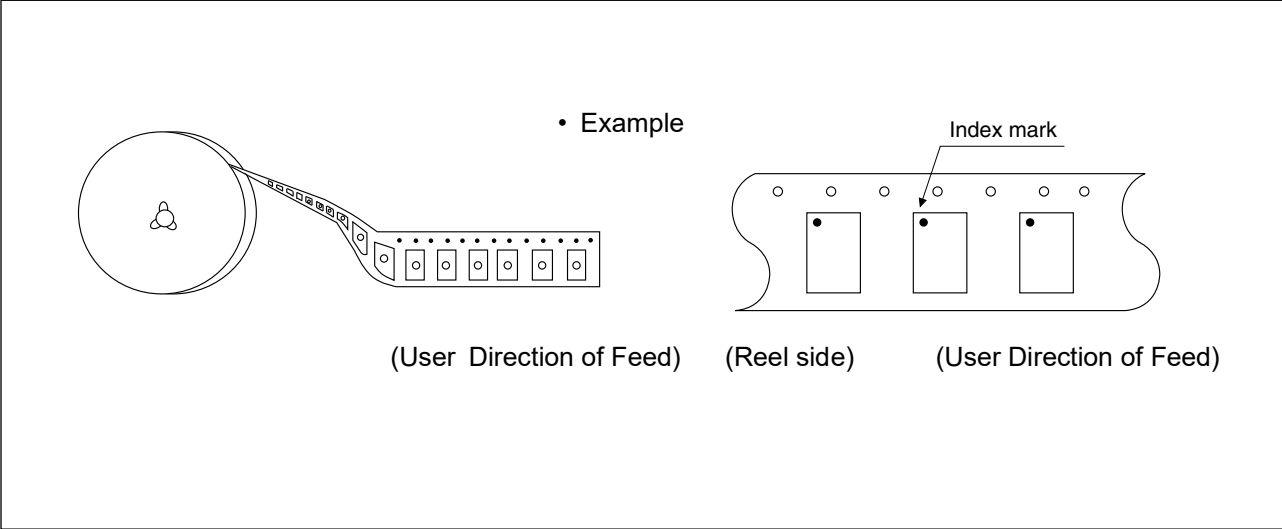 • Example
Index mark
(User Direction of Feed)
(Reel side)
(User Direction of Feed)